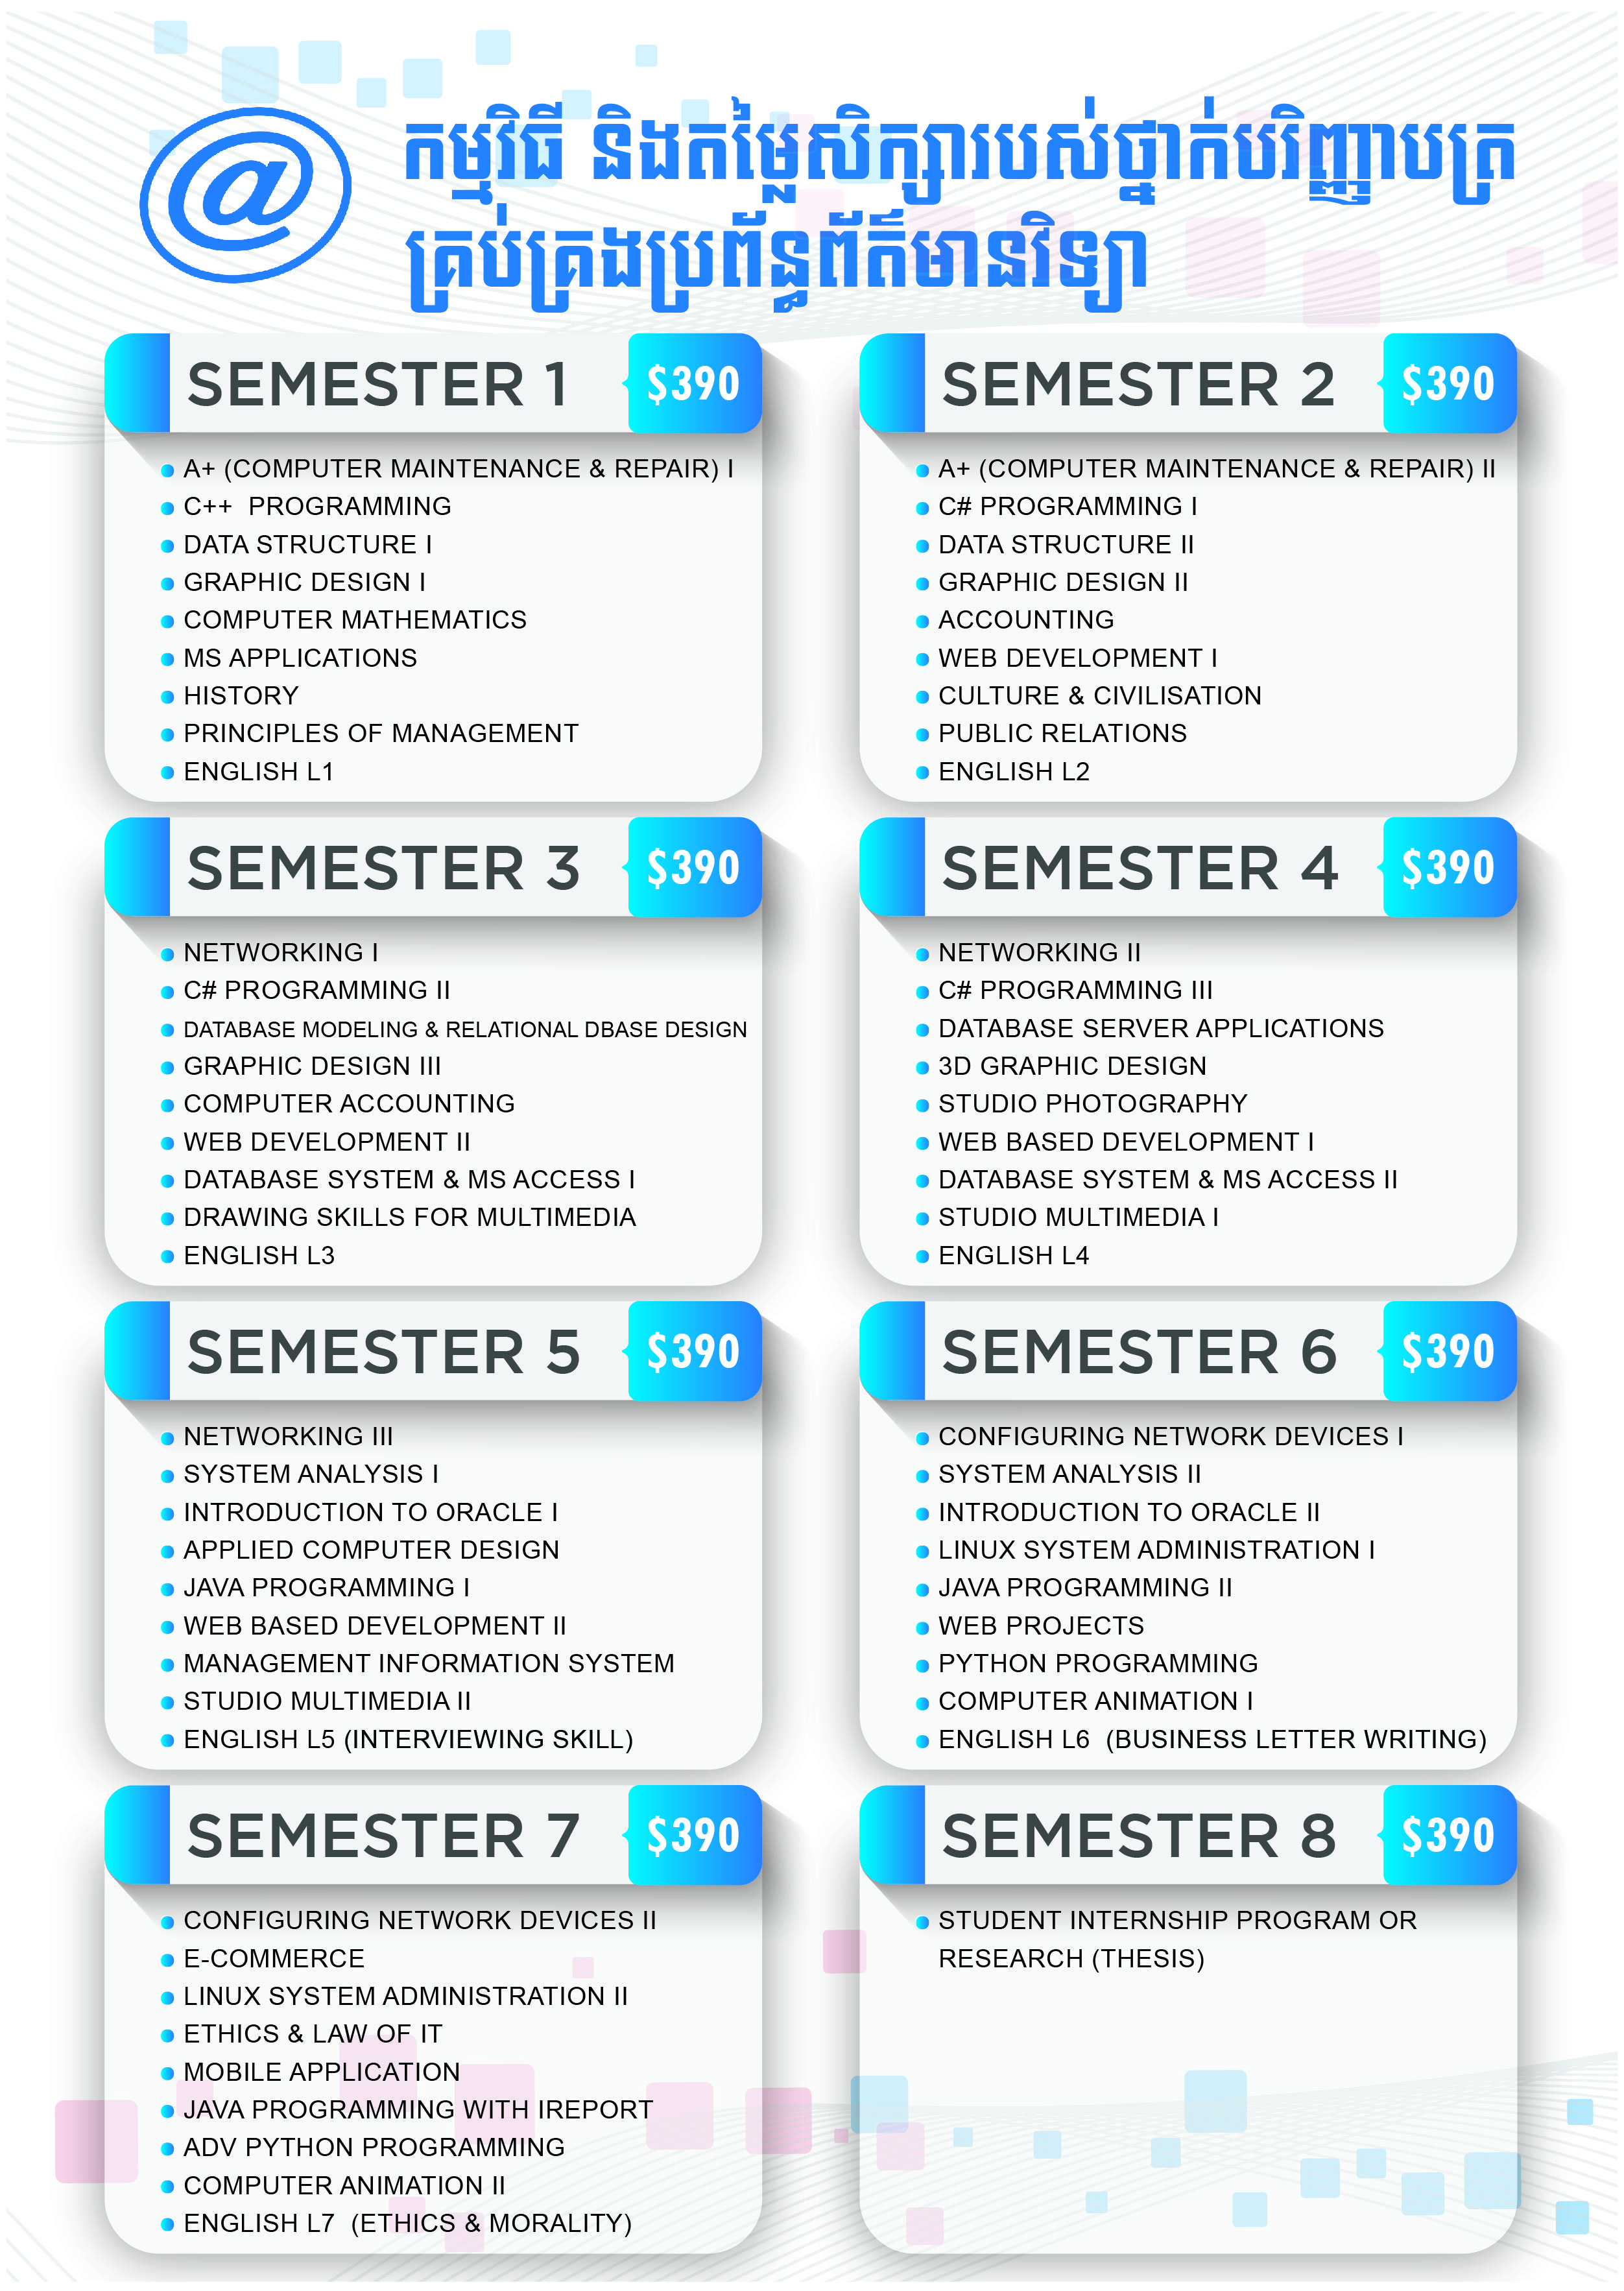 @
កម្មវិធី និងតម្លៃសិក្សារបស់ថ្នាក់បរិញ្ញាបត្រ
គ្រប់គ្រងប្រព័ន្ធព័ត៌មានវិទ្យា
SEMESTER 1 $390
A+ (COMPUTER MAINTENANCE & REPAIR) I
C++  PROGRAMMING
DATA STRUCTURE I
GRAPHIC DESIGN I
COMPUTER MATHEMATICS
MS APPLICATIONS
HISTORY
PRINCIPLES OF MANAGEMENT
ENGLISH L1
SEMESTER 2 $390
A+ (COMPUTER MAINTENANCE & REPAIR) II
C# PROGRAMMING I
DATA STRUCTURE II
GRAPHIC DESIGN II
ACCOUNTING
WEB DEVELOPMENT I
CULTURE & CIVILISATION
PUBLIC RELATIONS
ENGLISH L2
SEMESTER 3 $390
NETWORKING I
C# PROGRAMMING II
DATABASE MODELING & RELATIONAL DBASE DESIGN
GRAPHIC DESIGN III
COMPUTER ACCOUNTING
WEB DEVELOPMENT II
DATABASE SYSTEM & MS ACCESS I
DRAWING SKILLS FOR MULTIMEDIA
ENGLISH L3
SEMESTER 4 $390
NETWORKING II
C# PROGRAMMING III
DATABASE SERVER APPLICATIONS
3D GRAPHIC DESIGN
STUDIO PHOTOGRAPHY
WEB BASED DEVELOPMENT I
DATABASE SYSTEM & MS ACCESS II
STUDIO MULTIMEDIA I
ENGLISH L4
SEMESTER 5 $390
NETWORKING III
SYSTEM ANALYSIS I
INTRODUCTION TO ORACLE I
APPLIED COMPUTER DESIGN
JAVA PROGRAMMING I
WEB BASED DEVELOPMENT II
MANAGEMENT INFORMATION SYSTEM
STUDIO MULTIMEDIA II
ENGLISH L5 (INTERVIEWING SKILL)
SEMESTER 6 $390
CONFIGURING NETWORK DEVICES I
SYSTEM ANALYSIS II
INTRODUCTION TO ORACLE II
LINUX SYSTEM ADMINISTRATION I
JAVA PROGRAMMING II
WEB PROJECTS
PYTHON PROGRAMMING
COMPUTER ANIMATION I
ENGLISH L6  (BUSINESS LETTER WRITING)
SEMESTER 7 $390
CONFIGURING NETWORK DEVICES II
E-COMMERCE
LINUX SYSTEM ADMINISTRATION II
ETHICS & LAW OF IT
MOBILE APPLICATION
JAVA PROGRAMMING WITH IREPORT
ADV PYTHON PROGRAMMING
COMPUTER ANIMATION II
ENGLISH L7  (ETHICS & MORALITY)
SEMESTER 8 $390
STUDENT INTERNSHIP PROGRAM OR
RESEARCH (THESIS)